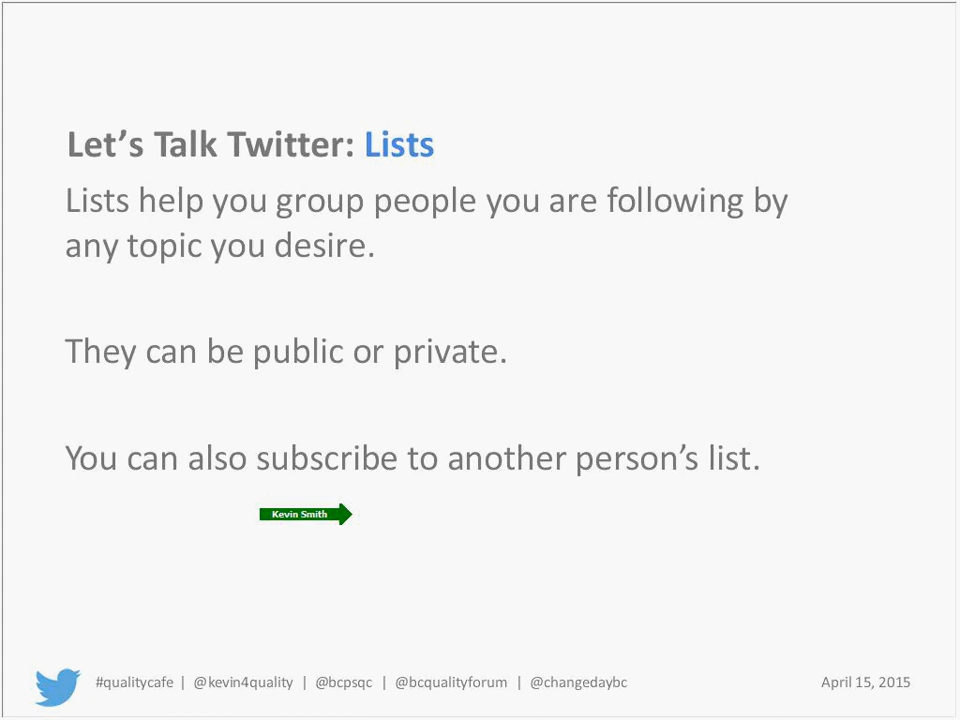 Let’s Talk Twitter: Lists
Lists help you group people you are following by
any topic you desire.
They can be public or private.
You can also subscribe to another person’s list.
Kevin Smith
#qualitycafe | @kevin4quality | @bcpsqc | @bcqualityforum | @changedaybc
April 15, 2015